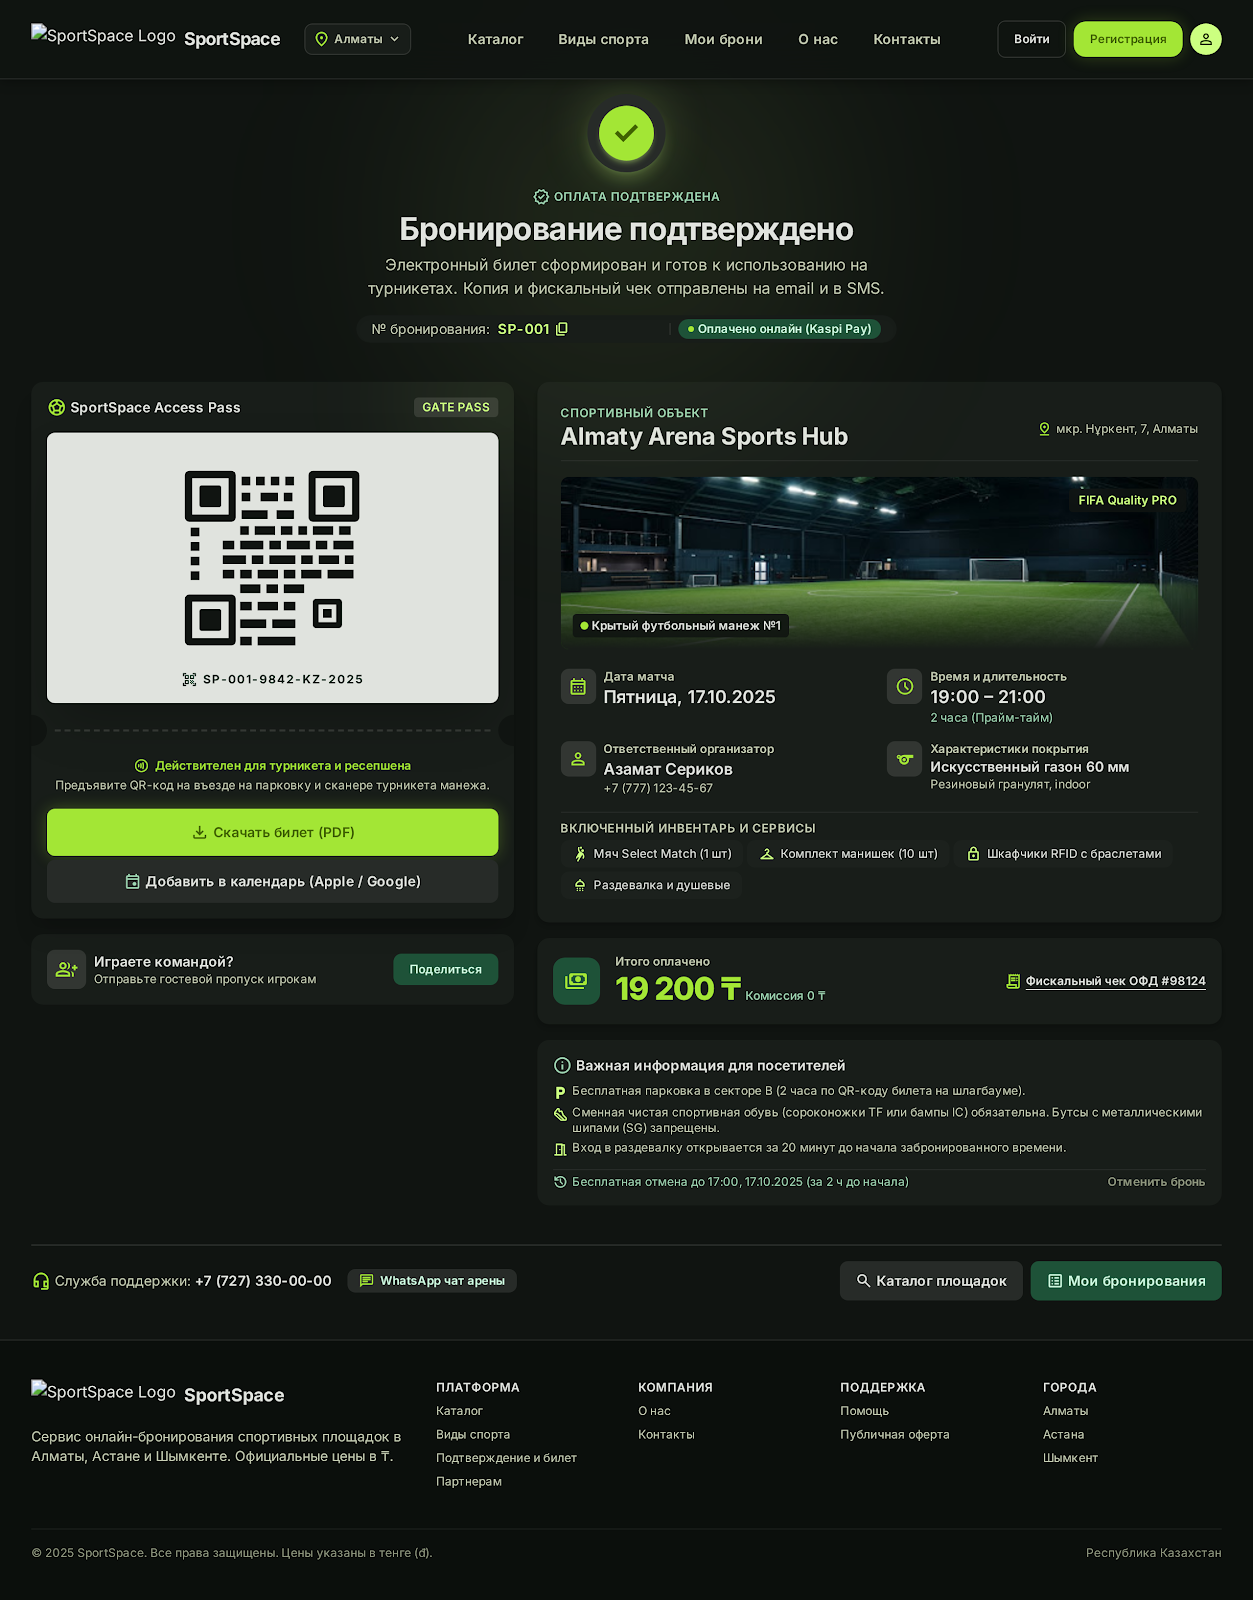 SportSpace Logo SportSpace Алматы Каталог Виды спорта Мои брони О нас Контакты Войти Регистрация
ОПЛАТА ПОДТВЕРЖДЕНА
Бронирование подтверждено
Электронный билет сформирован и готов к использованию на
турникетах. Копия и фискальный чек отправлены на email и в SMS.
№ бронирования: SP-001 Оплачено онлайн (Kaspi Pay)
SportSpace Access Pass GATE PASS
SP-001-9842-KZ-2025
Действителен для турникета и ресепшена
Предъявите QR-код на въезде на парковку и сканере турникета манежа.
Скачать билет (PDF)
Добавить в календарь (Apple / Google)
Играете командой?
Отправьте гостевой пропуск игрокам
Поделиться
СПОРТИВНЫЙ ОБЪЕКТ
Almaty Arena Sports Hub
мкр. Нұркент, 7, Алматы
FIFA Quality PRO
Крытый футбольный манеж №1
Дата матча
Пятница, 17.10.2025
Время и длительность
19:00 – 21:00
2 часа (Прайм-тайм)
Ответственный организатор
Азамат Сериков
+7 (777) 123-45-67
Характеристики покрытия
Искусственный газон 60 мм
Резиновый гранулят, indoor
ВКЛЮЧЕННЫЙ ИНВЕНТАРЬ И СЕРВИСЫ
Мяч Select Match (1 шт) Комплект манишек (10 шт) Шкафчики RFID с браслетами
Раздевалка и душевые
Итого оплачено
19 200 ₸ Комиссия 0 ₸
Фискальный чек ОФД #98124
Важная информация для посетителей
Бесплатная парковка в секторе B (2 часа по QR-коду билета на шлагбауме).
Сменная чистая спортивная обувь (сороконожки TF или бампы IC) обязательна. Бутсы с металлическими
шипами (SG) запрещены.
Вход в раздевалку открывается за 20 минут до начала забронированного времени.
Бесплатная отмена до 17:00, 17.10.2025 (за 2 ч до начала) Отменить бронь
Служба поддержки: +7 (727) 330-00-00 WhatsApp чат арены Каталог площадок Мои бронирования
SportSpace Logo SportSpace
Сервис онлайн-бронирования спортивных площадок в
Алматы, Астане и Шымкенте. Официальные цены в ₸.
ПЛАТФОРМА
Каталог
Виды спорта
Подтверждение и билет
Партнерам
КОМПАНИЯ
О нас
Контакты
ПОДДЕРЖКА
Помощь
Публичная оферта
ГОРОДА
Алматы
Астана
Шымкент
© 2025 SportSpace. Все права защищены. Цены указаны в тенге (₫).
Республика Казахстан